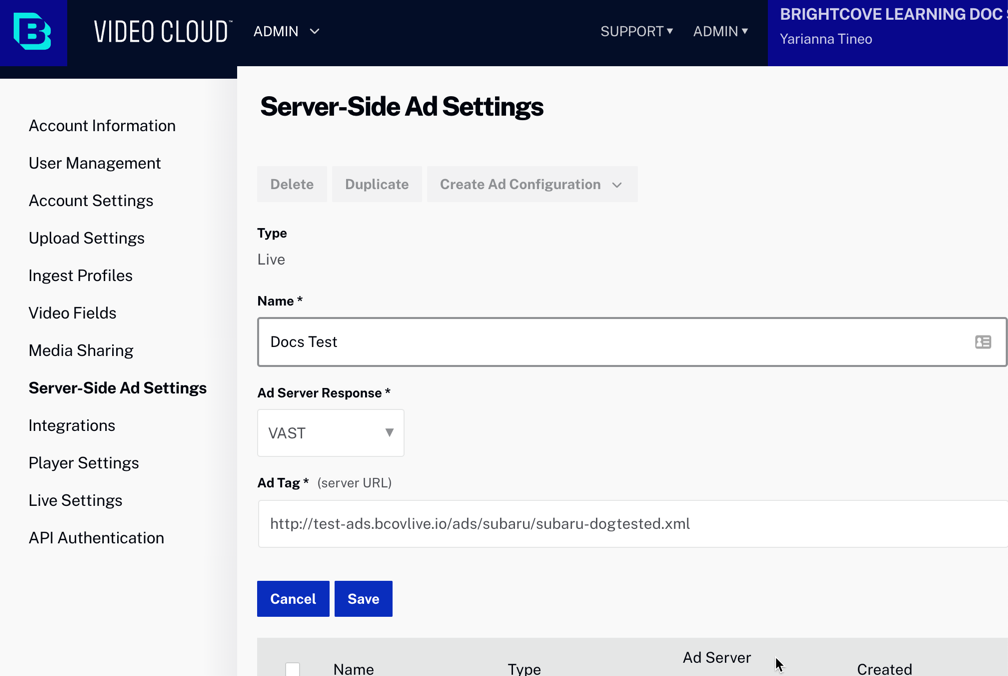 VIDEO CLOUD™
ADMIN
SUPPORT▾
ADMIN▾
BRIGHTCOVE LEARNING DOC
Yarianna Tineo
Account Information
User Management
Account Settings
Upload Settings
Ingest Profiles
Video Fields
Media Sharing
Server-Side Ad Settings
Integrations
Player Settings
Live Settings
API Authentication
Server-Side Ad Settings
Delete
Duplicate
Create Ad Configuration
Type
Live
Name *
Docs Test
Ad Server Response *
VAST
Ad Tag * (server URL)
http://test-ads.bcovlive.io/ads/subaru/subaru-dogtested.xml
Cancel
Save
Name
Type
Ad Server
Created